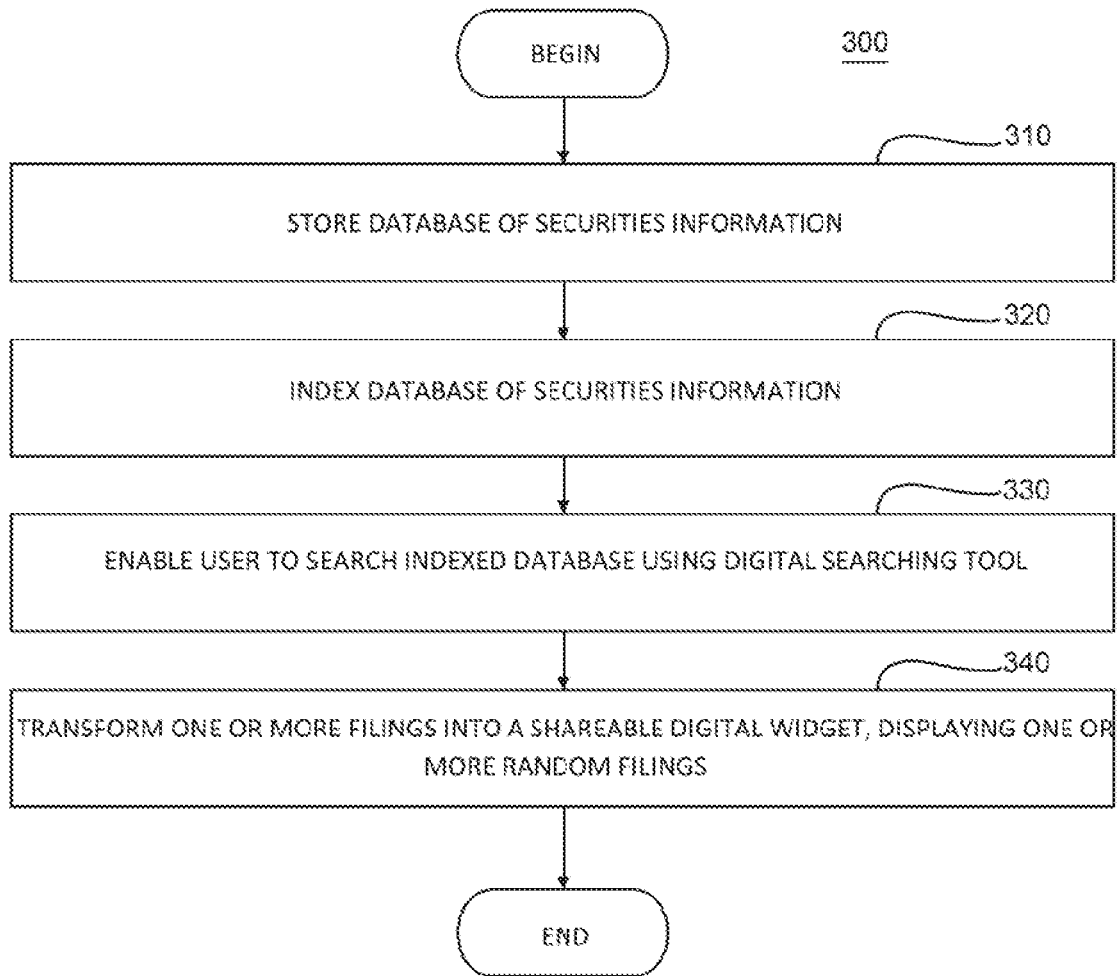 BEGIN
300
310
STORE DATABASE OF SECURITIES INFORMATION
320
INDEX DATABASE OF SECURITIES INFORMATION
330
ENABLE USER TO SEARCH INDEXED DATABASE USING DIGITAL SEARCHING TOOL
340
TRANSFORM ONE OR MORE FILINGS INTO A SHAREABLE DIGITAL WIDGET, DISPLAYING ONE OR
MORE RANDOM FILINGS
END